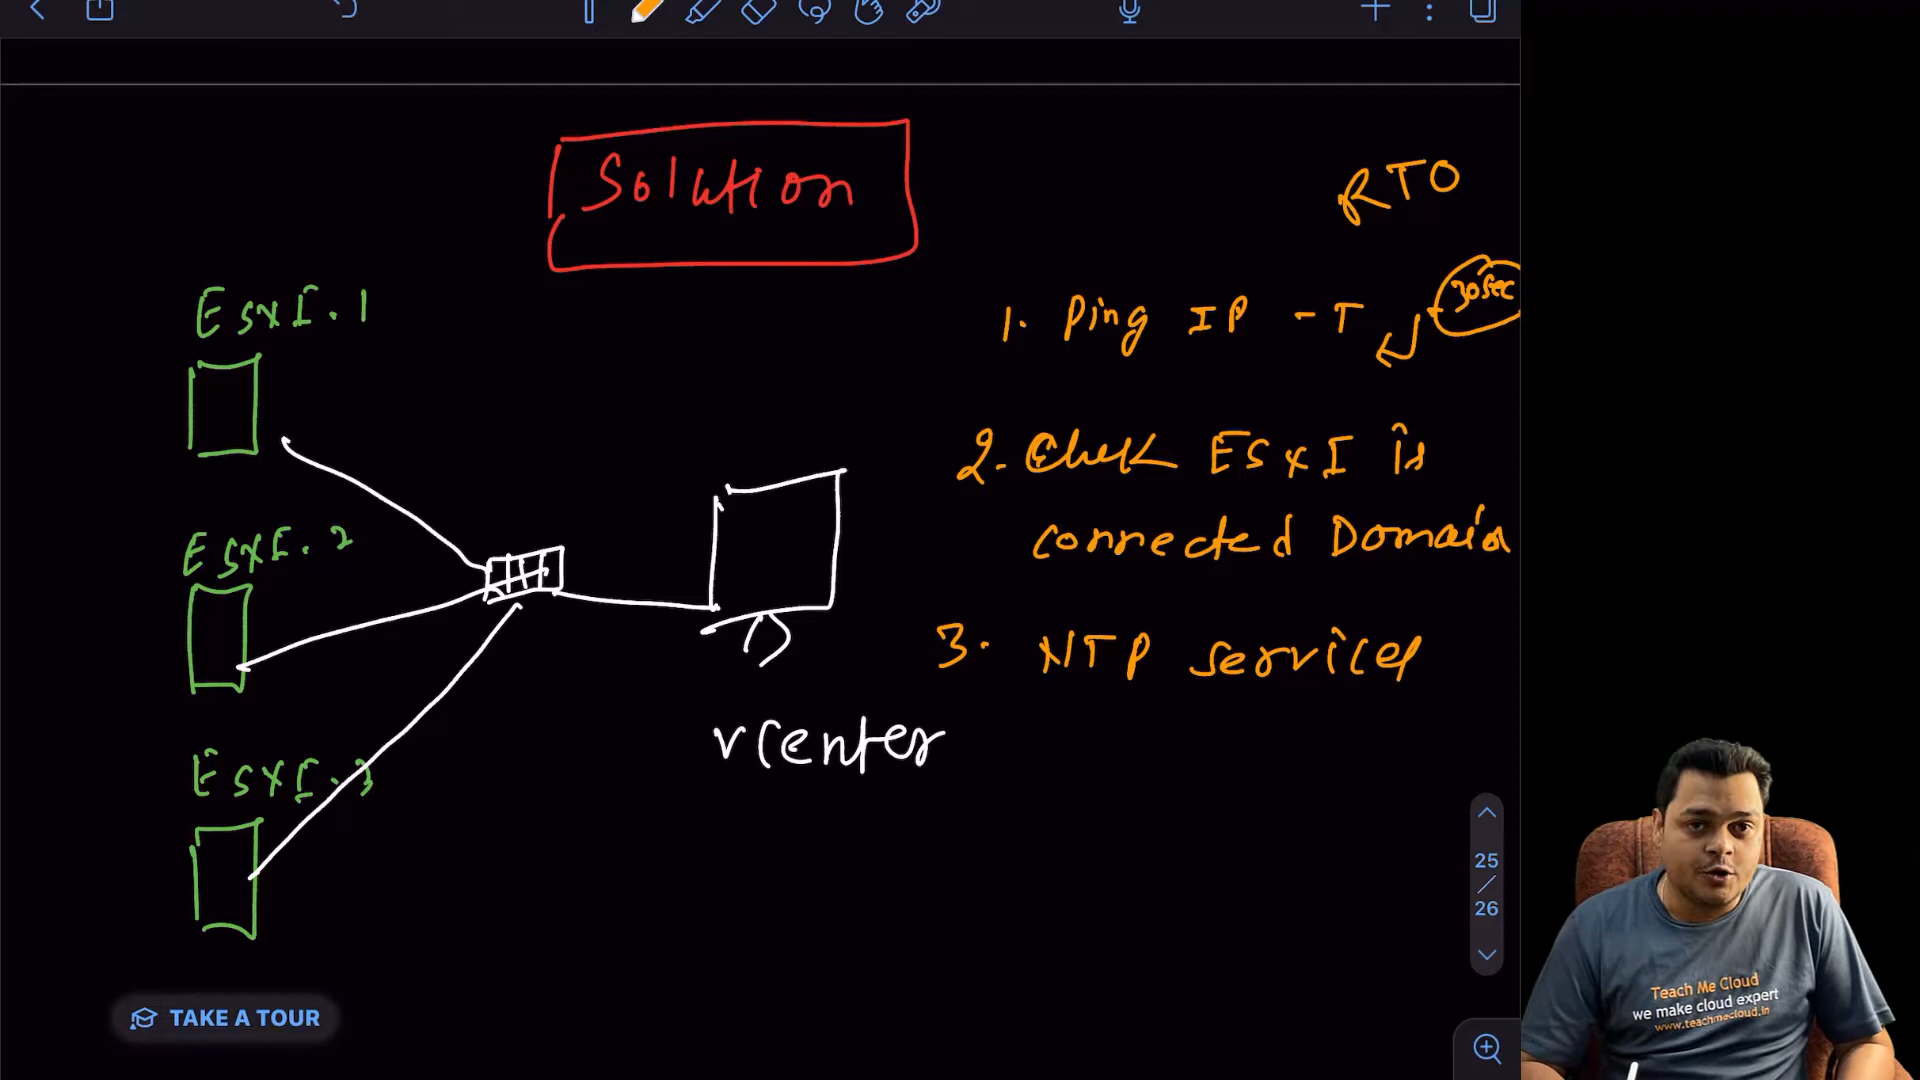 Solution
RTO
30sec
1. Ping IP -T
2. Chek ESXI is
connected Domain
3. NTP services
ESXI.1
ESXI.2
ESXI.3
vcenter
25
26
TAKE A TOUR
Teach Me Cloud
we make cloud expert
www.teachmecloud.in